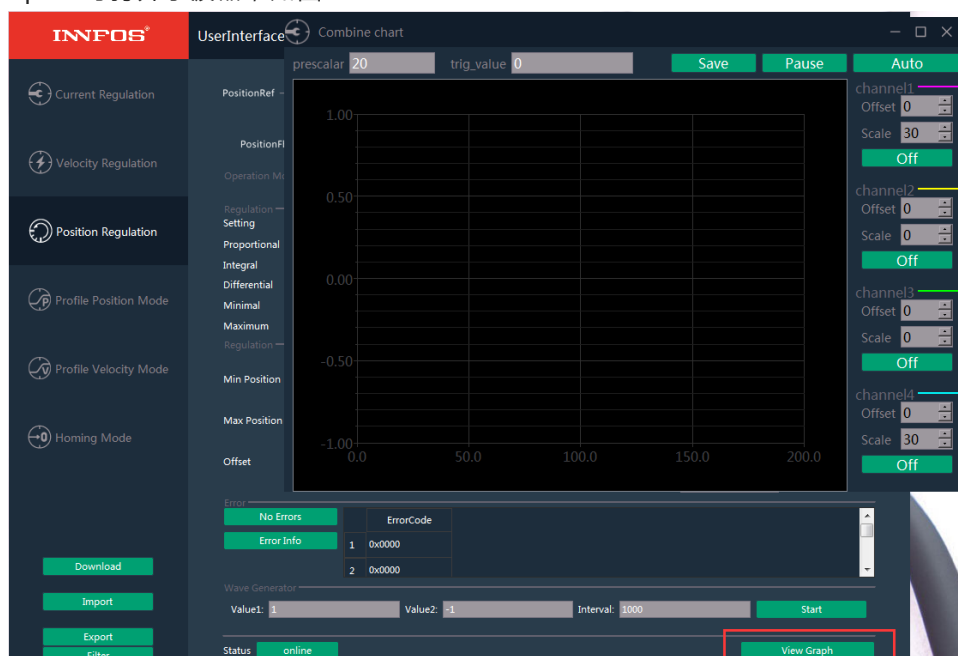 INNFOS®
UserInterface
Combine chart
prescalar 20
trig_value 0
Save
Pause
Auto
Current Regulation
Velocity Regulation
Position Regulation
Profile Position Mode
Profile Velocity Mode
Homing Mode
Download
Import
Export
Filter
PositionRef
Setting
Proportional
Integral
Differential
Minimal
Maximum
Regulation
Min Position
Max Position
Offset
1.00
0.50
0.00
-0.50
-1.00
0.0 50.0 100.0 150.0 200.0
channel1
Offset 0
Scale 30
Off
channel2
Offset 0
Scale 0
Off
channel3
Offset 0
Scale 0
Off
channel4
Offset 0
Scale 30
Off
Error
No Errors
Error Info
ErrorCode
1 0x0000
2 0x0000
Wave Generator
Value1: 1
Value2: -1
Interval: 1000
Start
Status online
View Graph